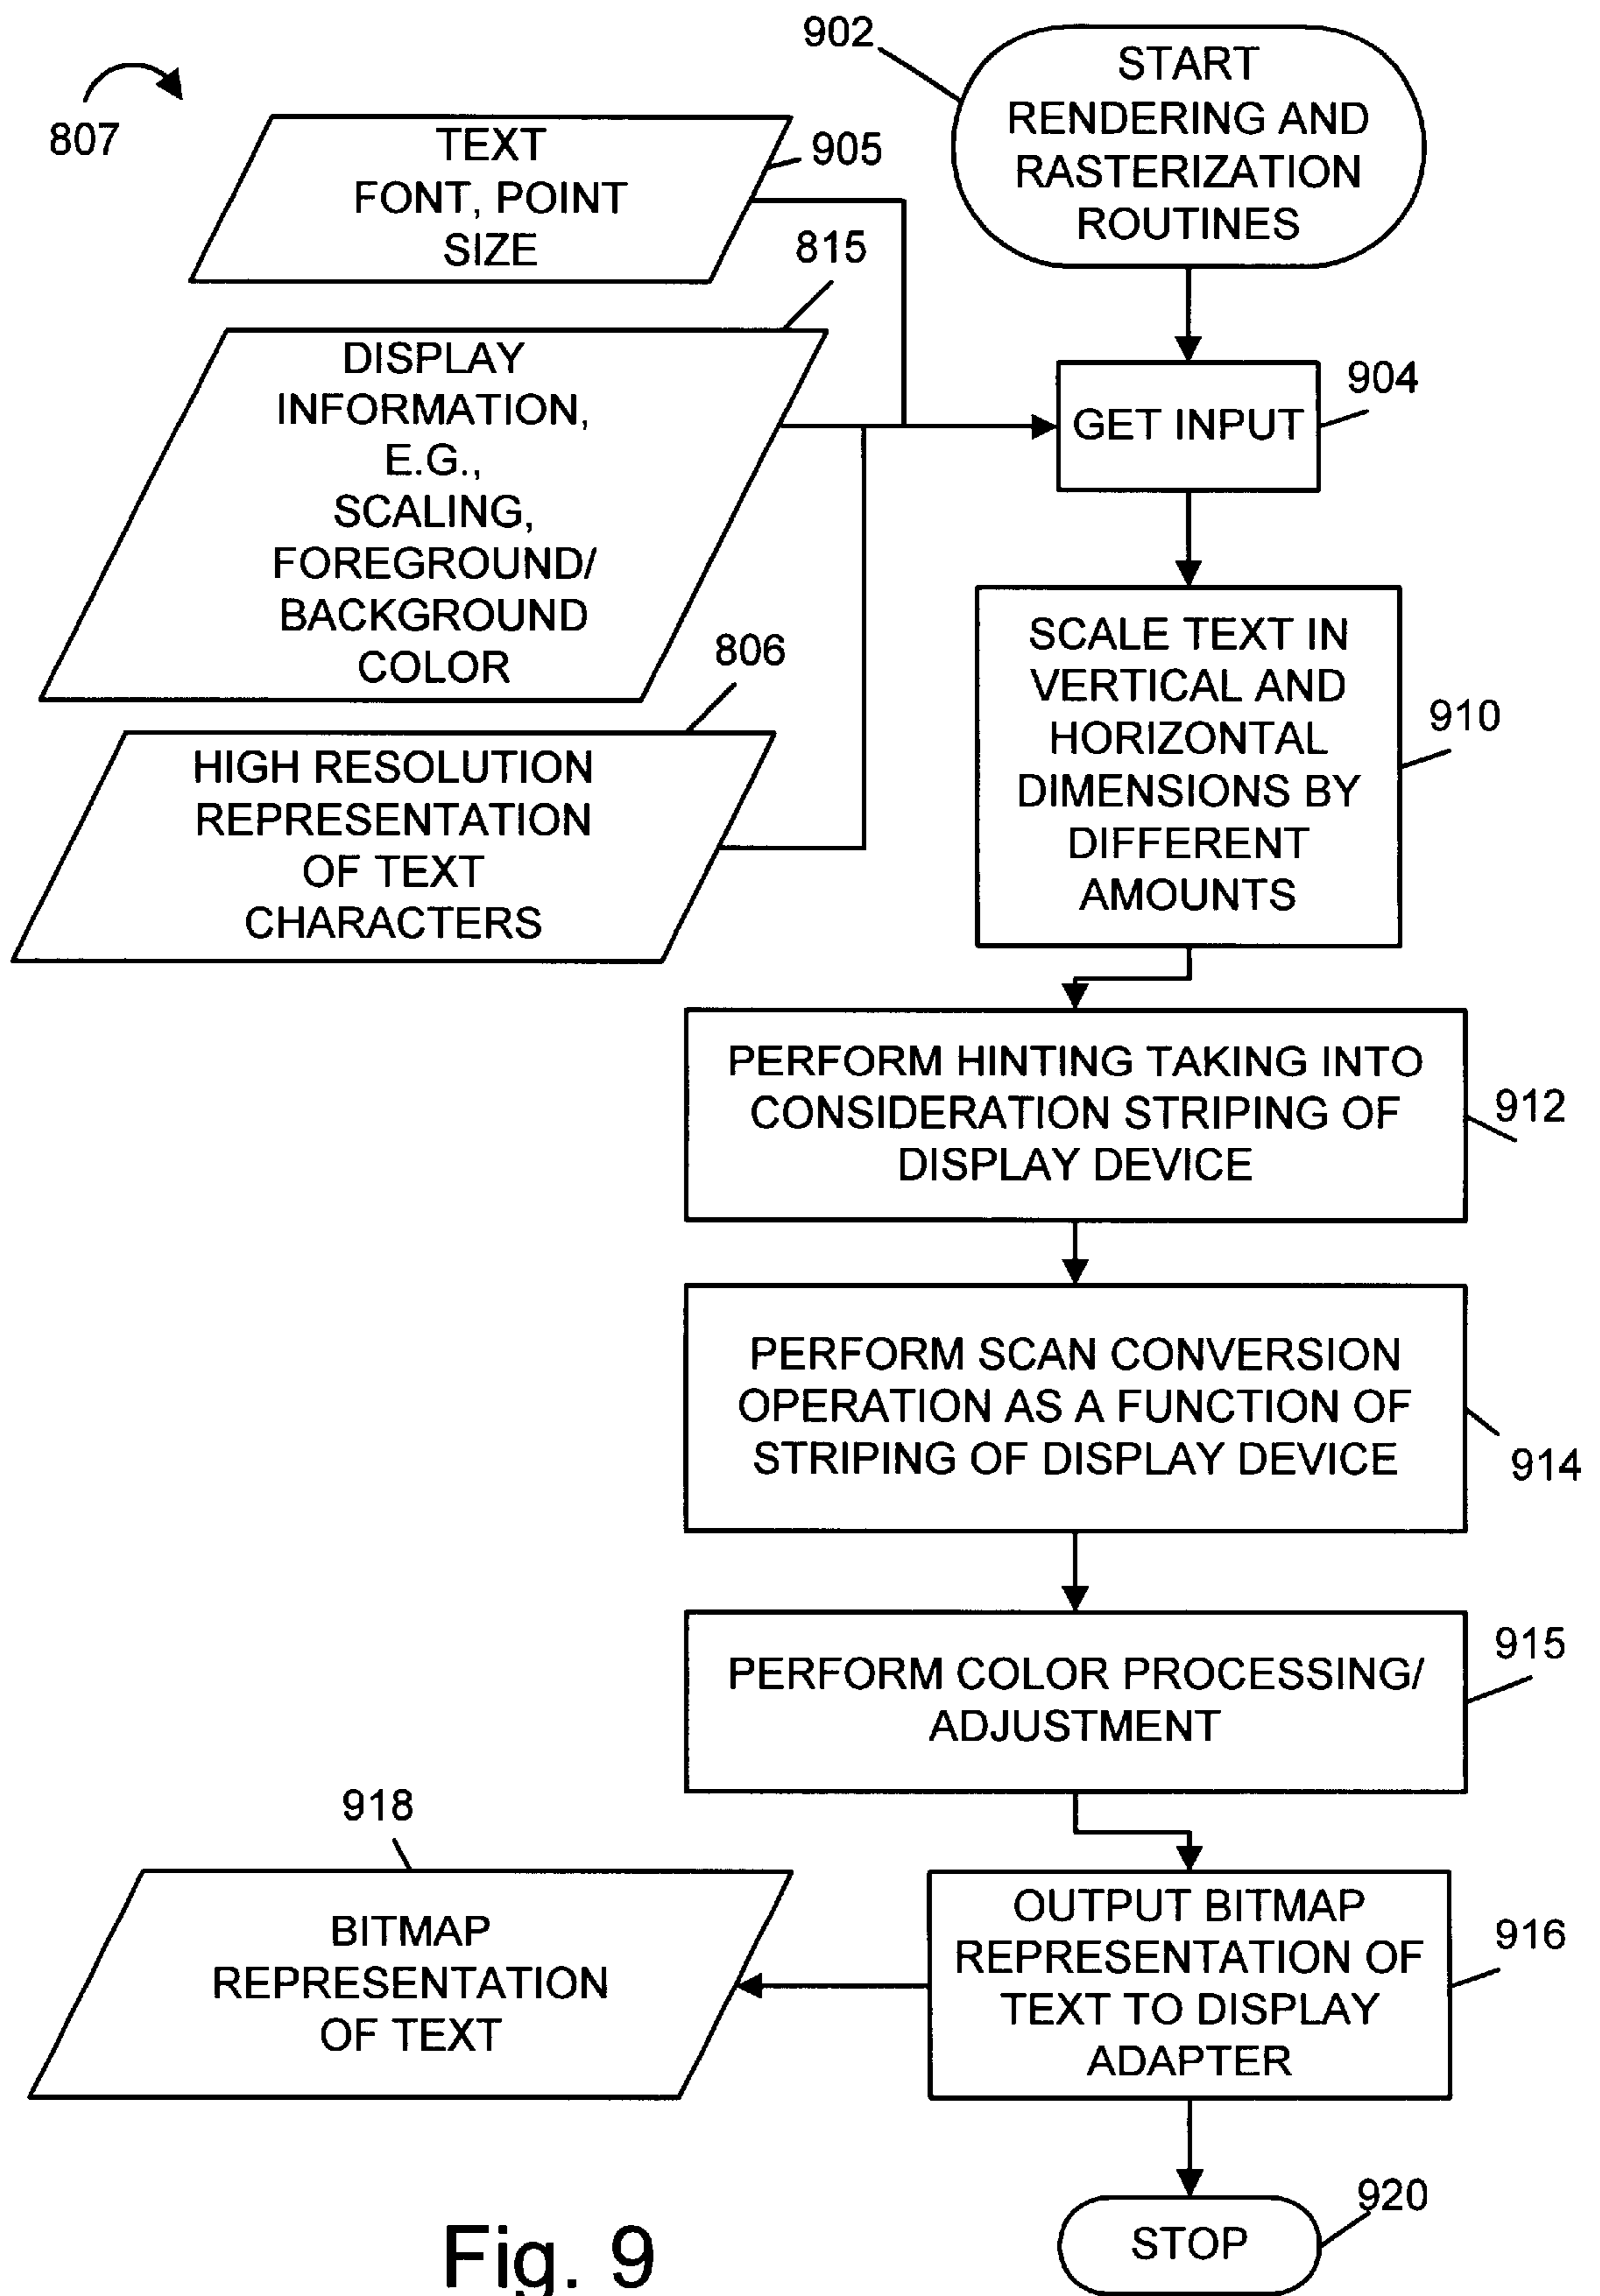 902
START
RENDERING AND
RASTERIZATION
ROUTINES
807
TEXT
FONT, POINT
SIZE
905
815
DISPLAY
INFORMATION,
E.G.,
SCALING,
FOREGROUND/
BACKGROUND
COLOR
904
GET INPUT
806
HIGH RESOLUTION
REPRESENTATION
OF TEXT
CHARACTERS
SCALE TEXT IN
VERTICAL AND
HORIZONTAL
DIMENSIONS BY
DIFFERENT
AMOUNTS
910
PERFORM HINTING TAKING INTO
CONSIDERATION STRIPING OF
DISPLAY DEVICE
912
PERFORM SCAN CONVERSION
OPERATION AS A FUNCTION OF
STRIPING OF DISPLAY DEVICE
914
PERFORM COLOR PROCESSING/
ADJUSTMENT
915
918
BITMAP
REPRESENTATION
OF TEXT
OUTPUT BITMAP
REPRESENTATION OF
TEXT TO DISPLAY
ADAPTER
916
STOP
920
Fig. 9